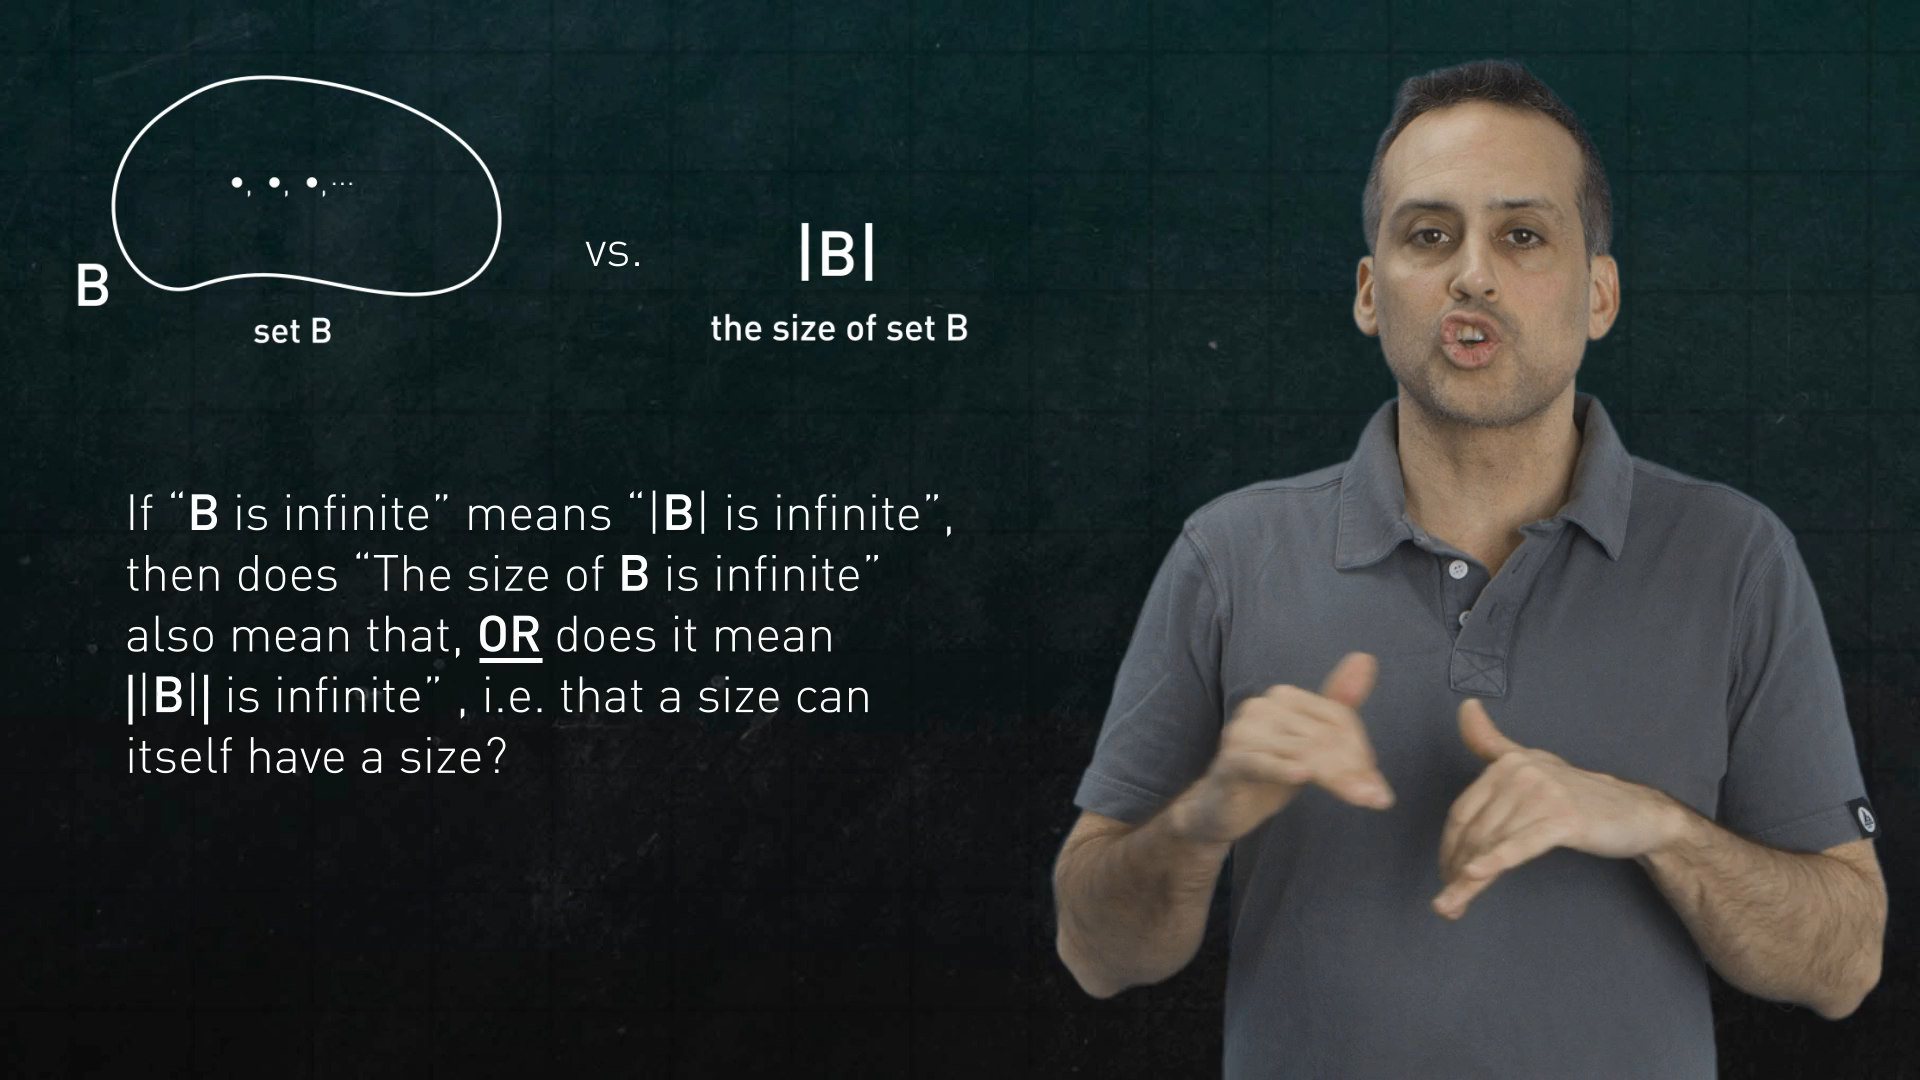 B
set B
vs.
|B|
the size of set B
If “B is infinite” means “|B| is infinite”,
then does “The size of B is infinite”
also mean that, OR does it mean
||B|| is infinite” , i.e. that a size can
itself have a size?